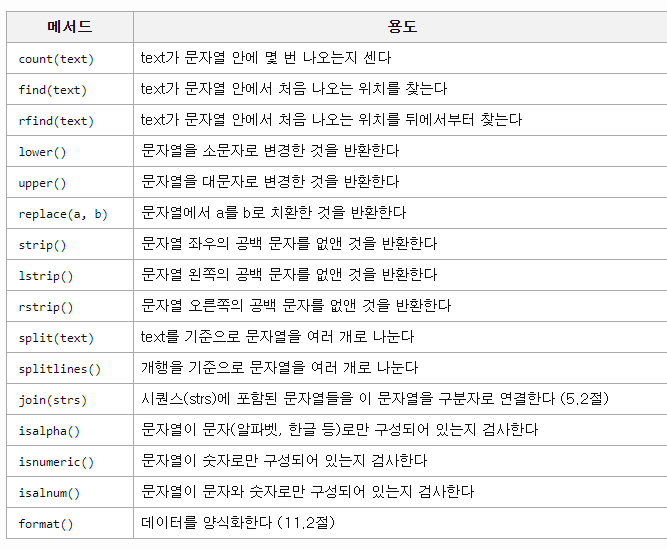 메서드 용도
count(text) text가 문자열 안에 몇 번 나오는지 센다
find(text) text가 문자열 안에서 처음 나오는 위치를 찾는다
rfind(text) text가 문자열 안에서 처음 나오는 위치를 뒤에서부터 찾는다
lower() 문자열을 소문자로 변경한 것을 반환한다
upper() 문자열을 대문자로 변경한 것을 반환한다
replace(a, b) 문자열에서 a를 b로 치환한 것을 반환한다
strip() 문자열 좌우의 공백 문자를 없앤 것을 반환한다
lstrip() 문자열 왼쪽의 공백 문자를 없앤 것을 반환한다
rstrip() 문자열 오른쪽의 공백 문자를 없앤 것을 반환한다
split(text) text를 기준으로 문자열을 여러 개로 나눈다
splitlines() 개행을 기준으로 문자열을 여러 개로 나눈다
join(strs) 시퀀스(strs)에 포함된 문자열들을 이 문자열을 구분자로 연결한다 (5.2절)
isalpha() 문자열이 문자(알파벳, 한글 등)로만 구성되어 있는지 검사한다
isnumeric() 문자열이 숫자로만 구성되어 있는지 검사한다
isalnum() 문자열이 문자와 숫자로만 구성되어 있는지 검사한다
format() 데이터를 양식화한다 (11.2절)